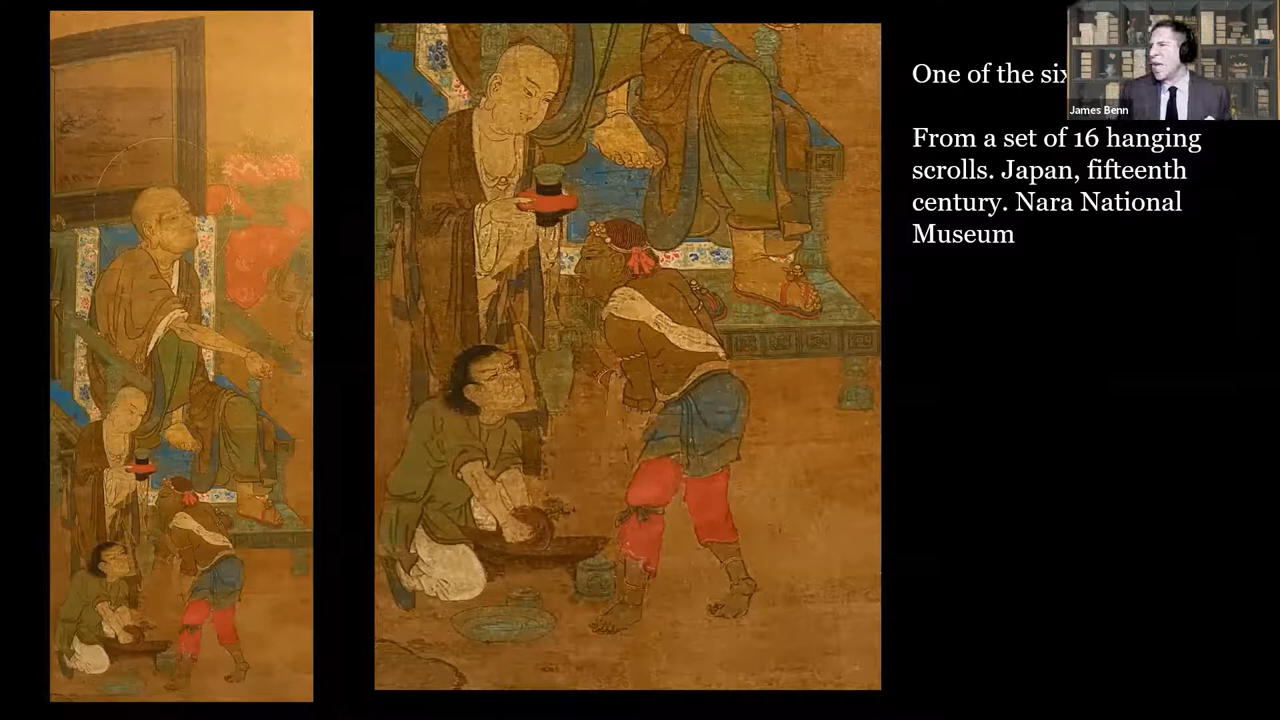 One of the six
James Benn
From a set of 16 hanging
scrolls. Japan, fifteenth
century. Nara National
Museum